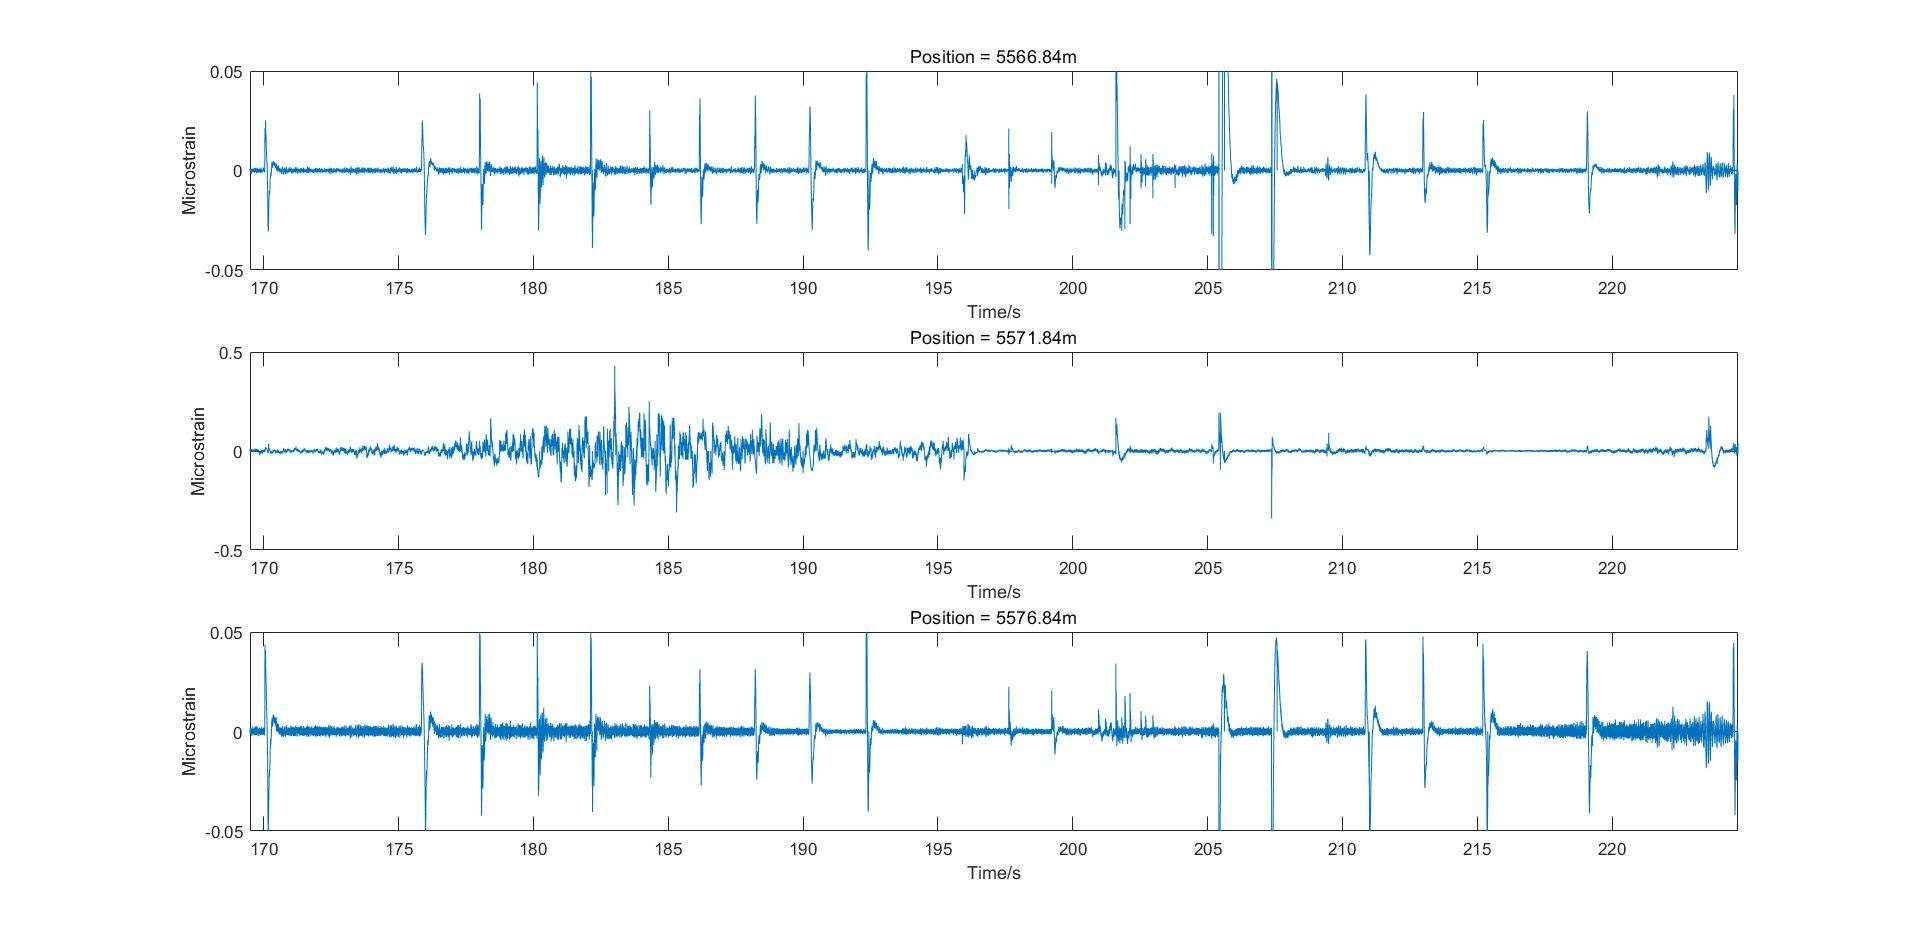 Position = 5566.84m
0.05
0
-0.05
Microstrain
170 175 180 185 190 195 200 205 210 215 220
Time/s
Position = 5571.84m
0.5
0
-0.5
Microstrain
170 175 180 185 190 195 200 205 210 215 220
Time/s
Position = 5576.84m
0.05
0
-0.05
Microstrain
170 175 180 185 190 195 200 205 210 215 220
Time/s